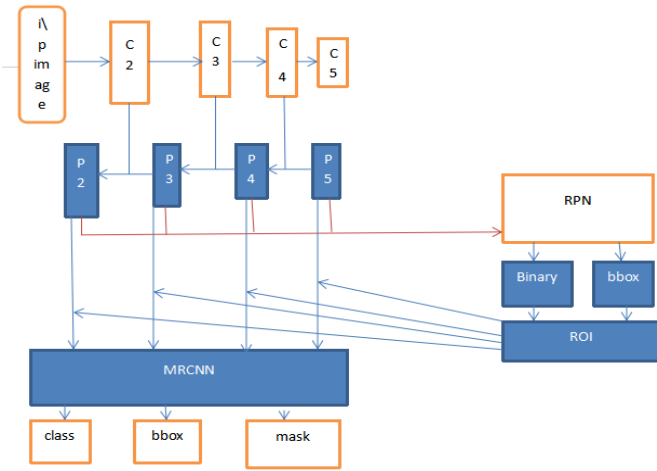 i\
p
im
ag
e
C
2
C
3
C
4
C
5
P
2
P
3
P
4
P
5
RPN
Binary
bbox
ROI
MRCNN
class
bbox
mask